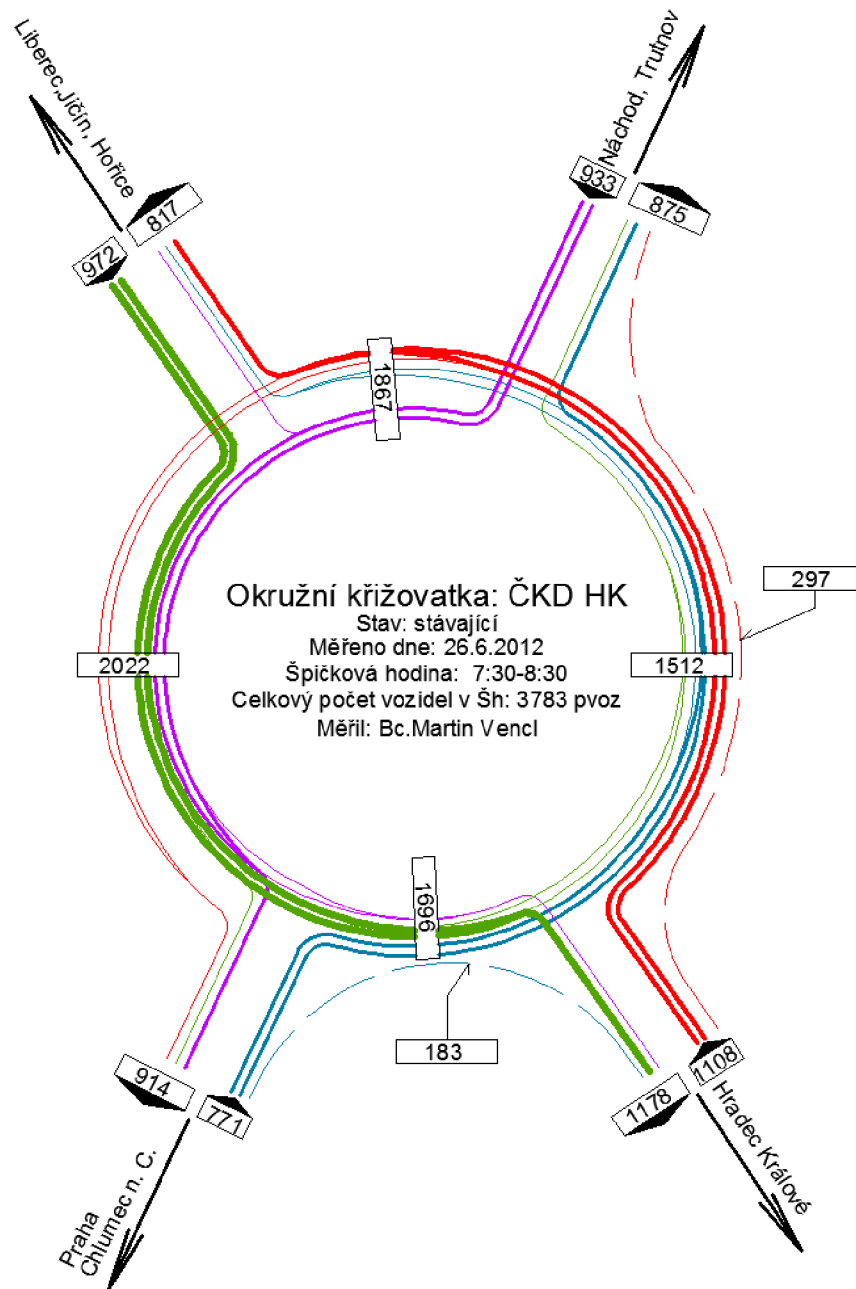 Liberec,Jičín, Hořice
Náchod, Trutnov
972
817
933
875
1867
297
Okružní křižovatka: ČKD HK
Stav: stávající
Měřeno dne: 26.6.2012
Špičková hodina: 7:30-8:30
Celkový počet vozidel v Šh: 3783 pvoz
Měřil: Bc.Martin Vencl
2022
1512
1696
183
914
771
1178
1108
Praha
Chlumec n. C.
Hradec Králové